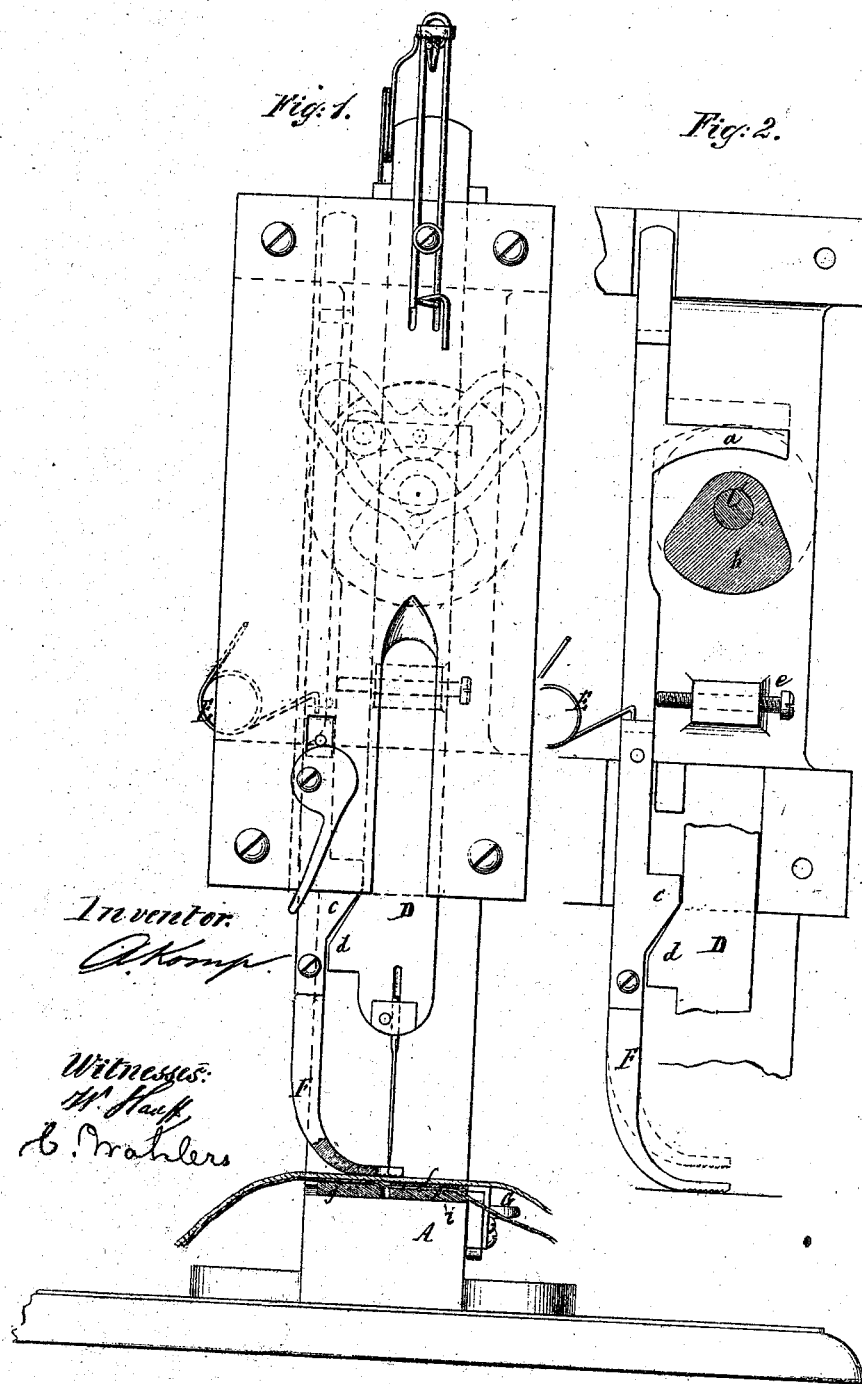 Fig: 1.
Fig: 2.
a
L
h
e
t
t
c
d
D
c
d
D
Inventor.
A. Komp.
F
F
Witnesses:
W. Hauff
C. Wahlers
f
f
i
G
A